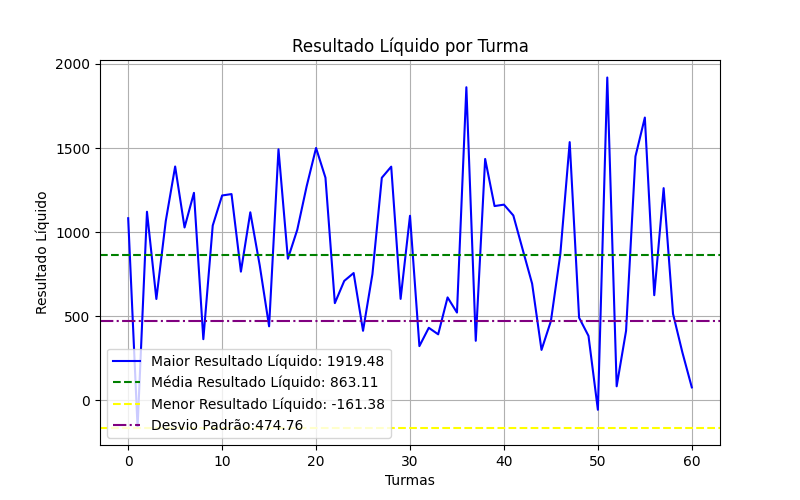 Resultado Líquido por Turma
2000
1500
1000
500
0
Resultado Líquido
Maior Resultado Líquido: 1919.48
Média Resultado Líquido: 863.11
Menor Resultado Líquido: -161.38
Desvio Padrão:474.76
0 10 20 30 40 50 60
Turmas